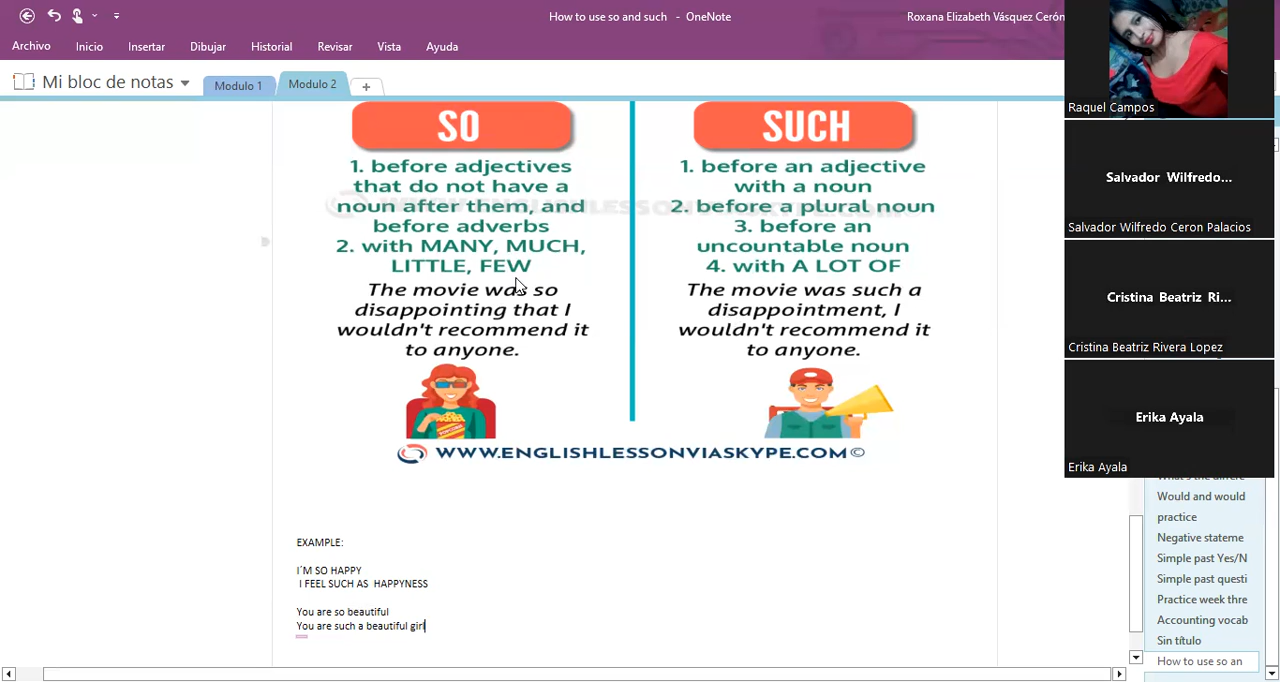 How to use so and such - OneNote
Roxana Elizabeth Vásquez Cerón
Archivo Inicio Insertar Dibujar Historial Revisar Vista Ayuda
Mi bloc de notas Modulo 1 Modulo 2 +
SO
1. before adjectives
that do not have a
noun after them, and
before adverbs
2. with MANY, MUCH,
LITTLE, FEW
The movie was so
disappointing that I
wouldn't recommend it
to anyone.
SUCH
1. before an adjective
with a noun
2. before a plural noun
3. before an
uncountable noun
4. with A LOT OF
The movie was such a
disappointment, I
wouldn't recommend it
to anyone.
WWW.ENGLISHLESSONVIASKYPE.COM©
EXAMPLE:
I´M SO HAPPY
I FEEL SUCH AS HAPPYNESS
You are so beautiful
You are such a beautiful girl
Raquel Campos
Salvador Wilfredo...
Salvador Wilfredo Ceron Palacios
Cristina Beatriz Ri...
Cristina Beatriz Rivera Lopez
Erika Ayala
Erika Ayala
Would and would
practice
Negative stateme
Simple past Yes/N
Simple past questi
Practice week thre
Accounting vocab
Sin título
How to use so an